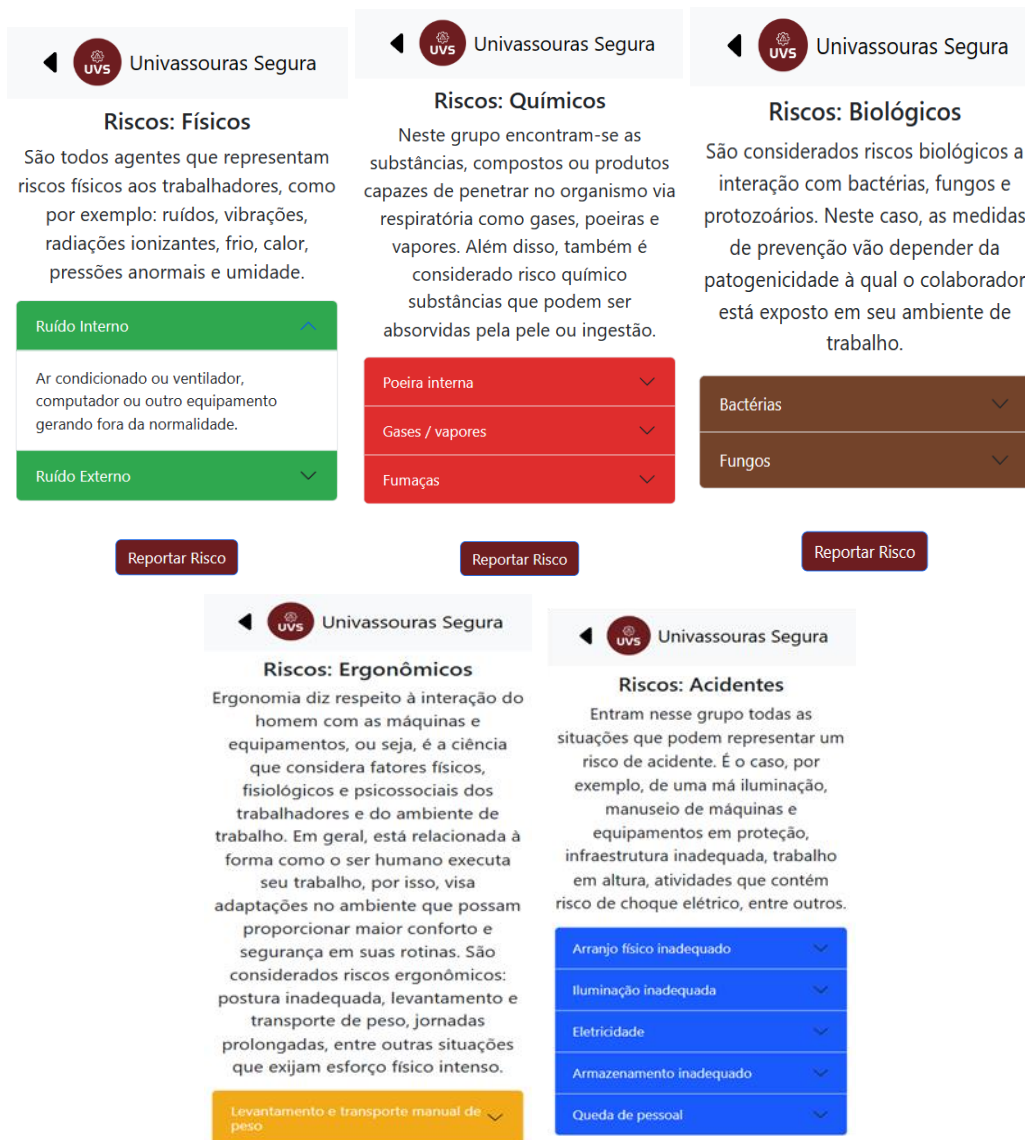 UVS
Univassouras Segura
Riscos: Físicos
São todos agentes que representam
riscos físicos aos trabalhadores, como
por exemplo: ruídos, vibrações,
radiações ionizantes, frio, calor,
pressões anormais e umidade.
Ruído Interno
Ar condicionado ou ventilador,
computador ou outro equipamento
gerando fora da normalidade.
Ruído Externo
Reportar Risco
UVS
Univassouras Segura
Riscos: Químicos
Neste grupo encontram-se as
substâncias, compostos ou produtos
capazes de penetrar no organismo via
respiratória como gases, poeiras e
vapores. Além disso, também é
considerado risco químico
substâncias que podem ser
absorvidas pela pele ou ingestão.
Poeira interna
Gases / vapores
Fumaças
Reportar Risco
UVS
Univassouras Segura
Riscos: Biológicos
São considerados riscos biológicos a
interação com bactérias, fungos e
protozoários. Neste caso, as medidas
de prevenção vão depender da
patogenicidade à qual o colaborador
está exposto em seu ambiente de
trabalho.
Bactérias
Fungos
Reportar Risco
UVS
Univassouras Segura
Riscos: Ergonômicos
Ergonomia diz respeito à interação do
homem com as máquinas e
equipamentos, ou seja, é a ciência
que considera fatores físicos,
fisiológicos e psicossociais dos
trabalhadores e do ambiente de
trabalho. Em geral, está relacionada à
forma como o ser humano executa
seu trabalho, por isso, visa
adaptações no ambiente que possam
proporcionar maior conforto e
segurança em suas rotinas. São
considerados riscos ergonômicos:
postura inadequada, levantamento e
transporte de peso, jornadas
prolongadas, entre outras situações
que exijam esforço físico intenso.
Levantamento e transporte manual de
peso
UVS
Univassouras Segura
Riscos: Acidentes
Entram nesse grupo todas as
situações que podem representar um
risco de acidente. É o caso, por
exemplo, de uma má iluminação,
manuseio de máquinas e
equipamentos em proteção,
infraestrutura inadequada, trabalho
em altura, atividades que contém
risco de choque elétrico, entre outros.
Arranjo físico inadequado
Iluminação inadequada
Eletricidade
Armazenamento inadequado
Queda de pessoal